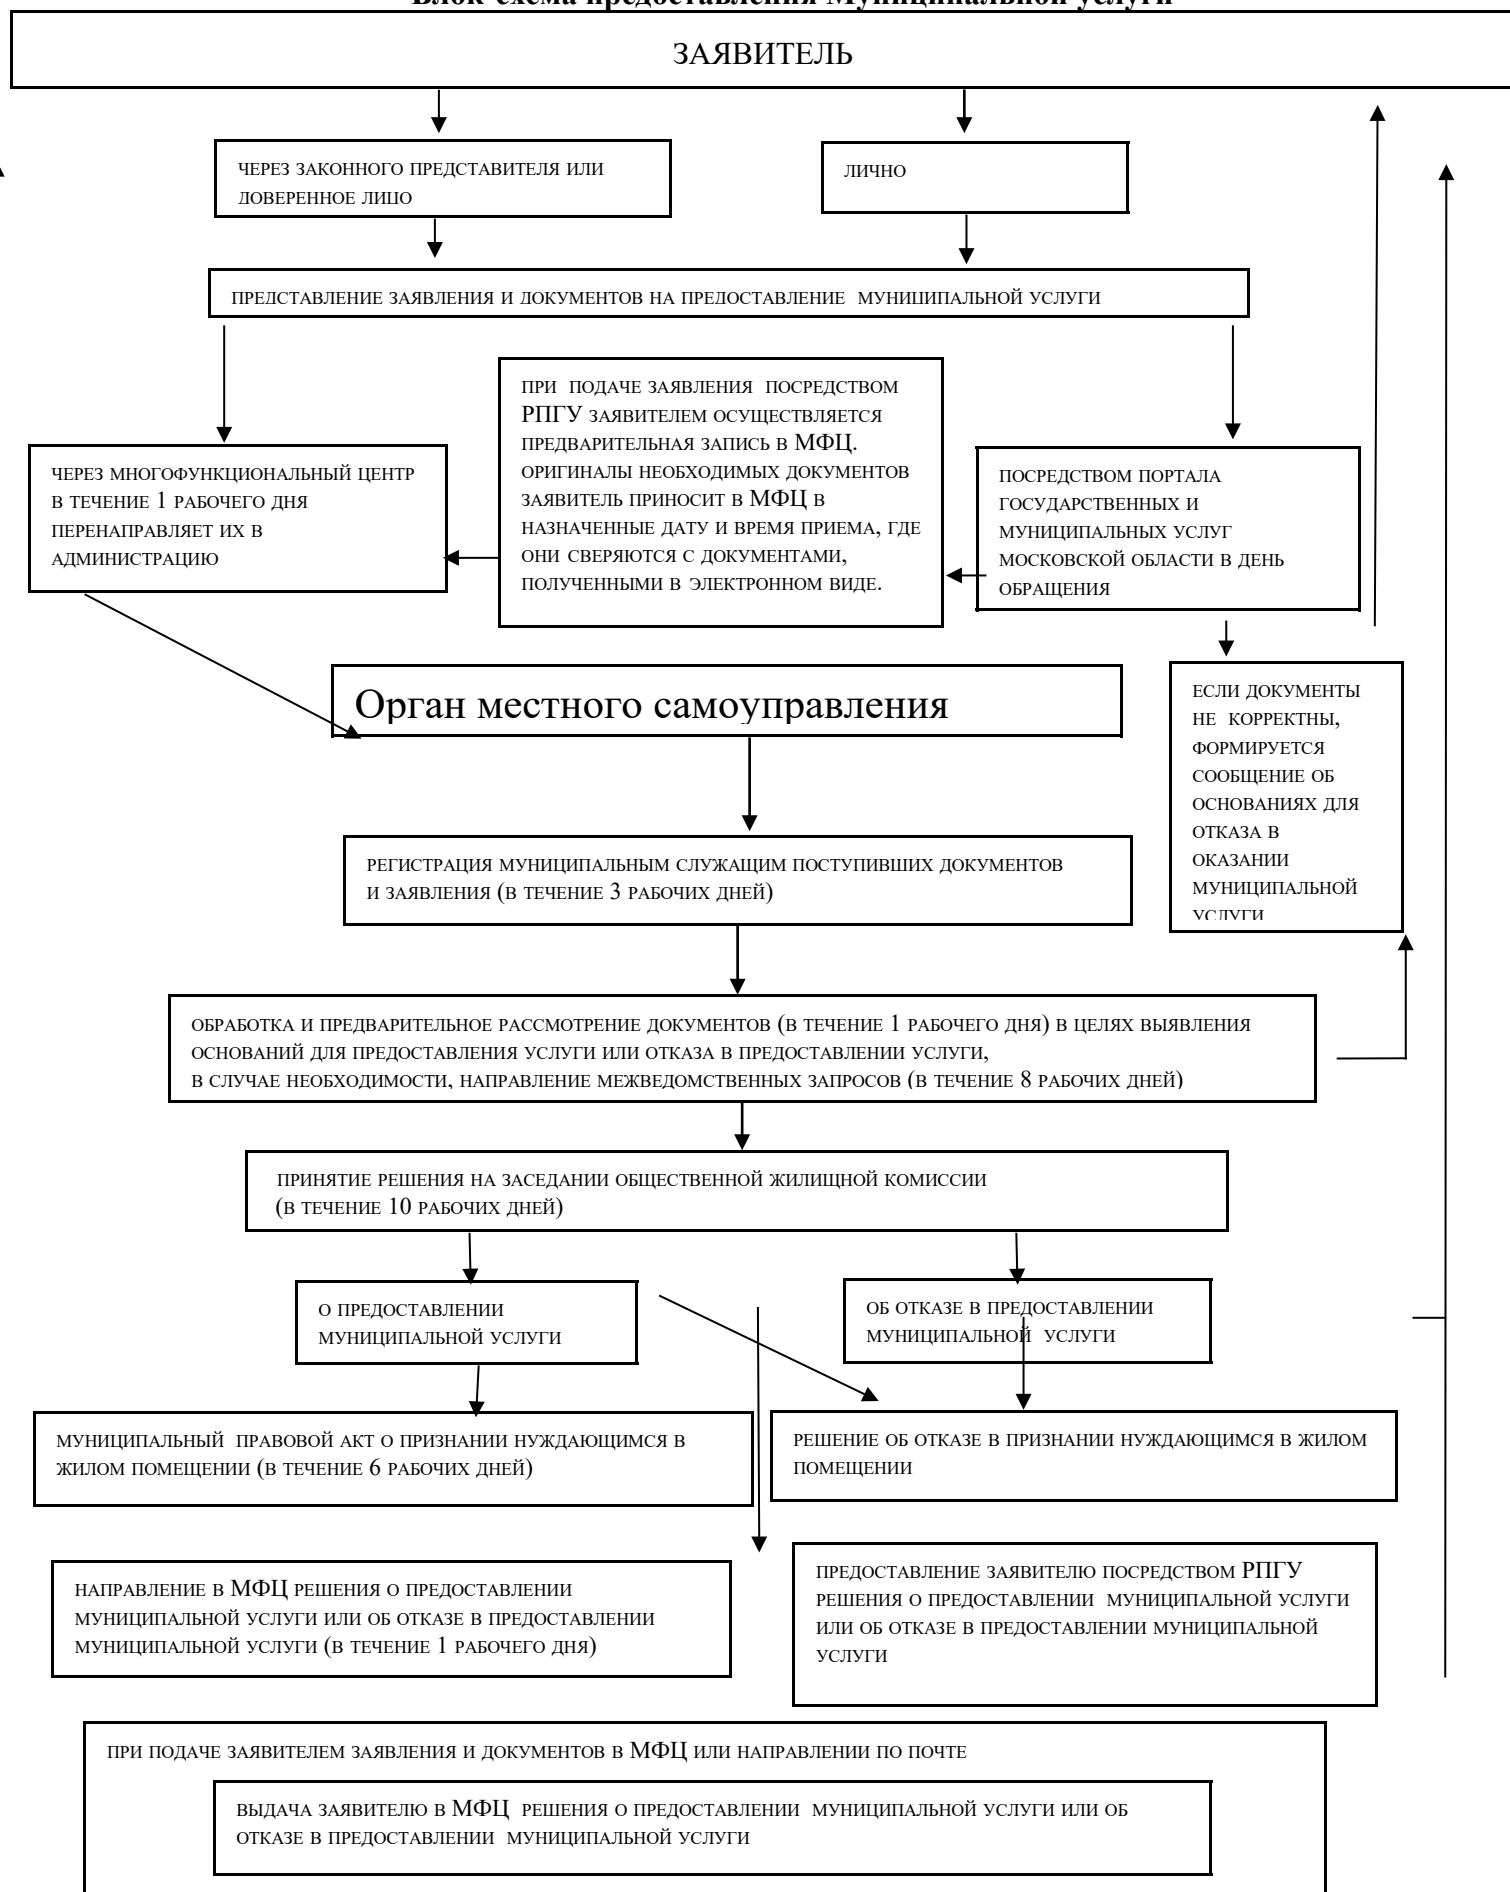 Блок-схема предоставления Муниципальной услуги
ЗАЯВИТЕЛЬ
ЧЕРЕЗ ЗАКОННОГО ПРЕДСТАВИТЕЛЯ ИЛИ
ДОВЕРЕННОЕ ЛИЦО
ЛИЧНО
ПРЕДСТАВЛЕНИЕ ЗАЯВЛЕНИЯ И ДОКУМЕНТОВ НА ПРЕДОСТАВЛЕНИЕ МУНИЦИПАЛЬНОЙ УСЛУГИ
ПРИ ПОДАЧЕ ЗАЯВЛЕНИЯ ПОСРЕДСТВОМ
РПГУ ЗАЯВИТЕЛЕМ ОСУЩЕСТВЛЯЕТСЯ
ПРЕДВАРИТЕЛЬНАЯ ЗАПИСЬ В МФЦ.
ОРИГИНАЛЫ НЕОБХОДИМЫХ ДОКУМЕНТОВ
ЗАЯВИТЕЛЬ ПРИНОСИТ В МФЦ В
НАЗНАЧЕННЫЕ ДАТУ И ВРЕМЯ ПРИЕМА, ГДЕ
ОНИ СВЕРЯЮТСЯ С ДОКУМЕНТАМИ,
ПОЛУЧЕННЫМИ В ЭЛЕКТРОННОМ ВИДЕ.
ЧЕРЕЗ МНОГОФУНКЦИОНАЛЬНЫЙ ЦЕНТР
В ТЕЧЕНИЕ 1 РАБОЧЕГО ДНЯ
ПЕРЕНАПРАВЛЯЕТ ИХ В
АДМИНИСТРАЦИЮ
ПОСРЕДСТВОМ ПОРТАЛА
ГОСУДАРСТВЕННЫХ И
МУНИЦИПАЛЬНЫХ УСЛУГ
МОСКОВСКОЙ ОБЛАСТИ В ДЕНЬ
ОБРАЩЕНИЯ
Орган местного самоуправления
ЕСЛИ ДОКУМЕНТЫ
НЕ КОРРЕКТНЫ,
ФОРМИРУЕТСЯ
СООБЩЕНИЕ ОБ
ОСНОВАНИЯХ ДЛЯ
ОТКАЗА В
ОКАЗАНИИ
МУНИЦИПАЛЬНОЙ
УСЛУГИ
РЕГИСТРАЦИЯ МУНИЦИПАЛЬНЫМ СЛУЖАЩИМ ПОСТУПИВШИХ ДОКУМЕНТОВ
И ЗАЯВЛЕНИЯ (В ТЕЧЕНИЕ 3 РАБОЧИХ ДНЕЙ)
ОБРАБОТКА И ПРЕДВАРИТЕЛЬНОЕ РАССМОТРЕНИЕ ДОКУМЕНТОВ (В ТЕЧЕНИЕ 1 РАБОЧЕГО ДНЯ) В ЦЕЛЯХ ВЫЯВЛЕНИЯ
ОСНОВАНИЙ ДЛЯ ПРЕДОСТАВЛЕНИЯ УСЛУГИ ИЛИ ОТКАЗА В ПРЕДОСТАВЛЕНИИ УСЛУГИ,
В СЛУЧАЕ НЕОБХОДИМОСТИ, НАПРАВЛЕНИЕ МЕЖВЕДОМСТВЕННЫХ ЗАПРОСОВ (В ТЕЧЕНИЕ 8 РАБОЧИХ ДНЕЙ)
ПРИНЯТИЕ РЕШЕНИЯ НА ЗАСЕДАНИИ ОБЩЕСТВЕННОЙ ЖИЛИЩНОЙ КОМИССИИ
(В ТЕЧЕНИЕ 10 РАБОЧИХ ДНЕЙ)
О ПРЕДОСТАВЛЕНИИ
МУНИЦИПАЛЬНОЙ УСЛУГИ
ОБ ОТКАЗЕ В ПРЕДОСТАВЛЕНИИ
МУНИЦИПАЛЬНОЙ УСЛУГИ
МУНИЦИПАЛЬНЫЙ ПРАВОВОЙ АКТ О ПРИЗНАНИИ НУЖДАЮЩИМСЯ В
ЖИЛОМ ПОМЕЩЕНИИ (В ТЕЧЕНИЕ 6 РАБОЧИХ ДНЕЙ)
РЕШЕНИЕ ОБ ОТКАЗЕ В ПРИЗНАНИИ НУЖДАЮЩИМСЯ В ЖИЛОМ
ПОМЕЩЕНИИ
НАПРАВЛЕНИЕ В МФЦ РЕШЕНИЯ О ПРЕДОСТАВЛЕНИИ
МУНИЦИПАЛЬНОЙ УСЛУГИ ИЛИ ОБ ОТКАЗЕ В ПРЕДОСТАВЛЕНИИ
МУНИЦИПАЛЬНОЙ УСЛУГИ (В ТЕЧЕНИЕ 1 РАБОЧЕГО ДНЯ)
ПРЕДОСТАВЛЕНИЕ ЗАЯВИТЕЛЮ ПОСРЕДСТВОМ РПГУ
РЕШЕНИЯ О ПРЕДОСТАВЛЕНИИ МУНИЦИПАЛЬНОЙ УСЛУГИ
ИЛИ ОБ ОТКАЗЕ В ПРЕДОСТАВЛЕНИИ МУНИЦИПАЛЬНОЙ
УСЛУГИ
ПРИ ПОДАЧЕ ЗАЯВИТЕЛЕМ ЗАЯВЛЕНИЯ И ДОКУМЕНТОВ В МФЦ ИЛИ НАПРАВЛЕНИИ ПО ПОЧТЕ
ВЫДАЧА ЗАЯВИТЕЛЮ В МФЦ РЕШЕНИЯ О ПРЕДОСТАВЛЕНИИ МУНИЦИПАЛЬНОЙ УСЛУГИ ИЛИ ОБ
ОТКАЗЕ В ПРЕДОСТАВЛЕНИИ МУНИЦИПАЛЬНОЙ УСЛУГИ